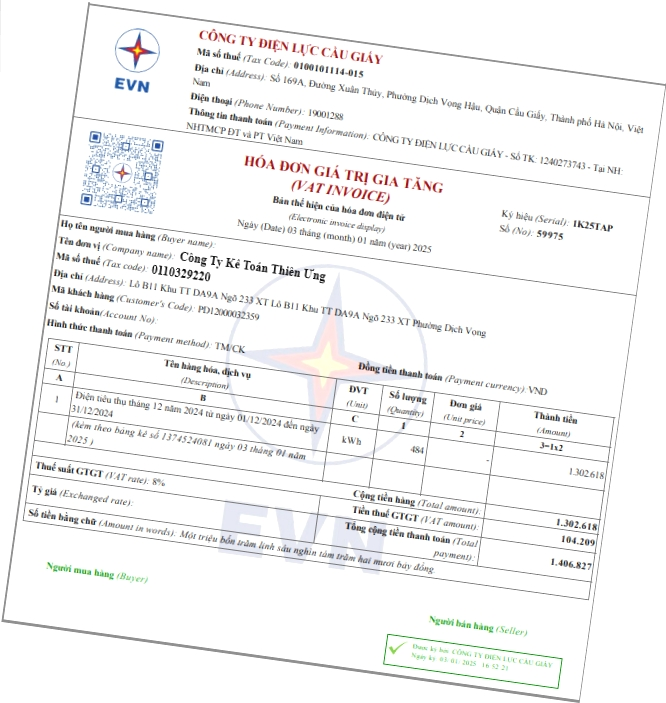 EVN
CÔNG TY ĐIỆN LỰC CẦU GIẤY
Mã số thuế (Tax Code): 0100101114-015
Địa chỉ (Address): Số 169A, Đường Xuân Thủy, Phường Dịch Vọng Hậu, Quận Cầu Giấy, Thành phố Hà Nội, Việt
Nam
Điện thoại (Phone Number): 19001288
Thông tin thanh toán (Payment Information): CÔNG TY ĐIỆN LỰC CẦU GIẤY - Số TK: 1240273743 - Tại NH:
NHTMCP ĐT và PT Việt Nam
HÓA ĐƠN GIÁ TRỊ GIA TĂNG
(VAT INVOICE)
Bản thể hiện của hóa đơn điện tử
(Electronic invoice display)
Ngày (Date) 03 tháng (month) 01 năm (year) 2025
Ký hiệu (Serial): 1K25TAP
Số (No): 59975
Họ tên người mua hàng (Buyer name):
Tên đơn vị (Company name): Công Ty Kế Toán Thiên Ưng
Mã số thuế (Tax code): 0110329220
Địa chỉ (Address): Lô B11 Khu TT DA9A Ngõ 233 XT Lô B11 Khu TT DA9A Ngõ 233 XT Phường Dịch Vọng
Mã khách hàng (Customer's Code): PD12000032359
Số tài khoản(Account No):
Hình thức thanh toán (Payment method): TM/CK
Đồng tiền thanh toán (Payment currency): VND
STT
(No.)
Tên hàng hóa, dịch vụ
(Description)
ĐVT
(Unit)
Số lượng
(Quantity)
Đơn giá
(Unit price)
Thành tiền
(Amount)
A
B
C
1
2
3=1x2
1
Điện tiêu thụ tháng 12 năm 2024 từ ngày 01/12/2024 đến ngày
31/12/2024
(kèm theo bảng kê số 1374524081 ngày 03 tháng 01 năm
2025 )
kWh
484
-
1.302.618
Cộng tiền hàng (Total amount):
1.302.618
Thuế suất GTGT (VAT rate): 8%
Tiền thuế GTGT (VAT amount):
104.209
Tỷ giá (Exchanged rate):
Tổng cộng tiền thanh toán (Total
payment):
1.406.827
Số tiền bằng chữ (Amount in words). Một triệu bốn trăm linh sáu nghìn tám trăm hai mươi bảy đồng.
EVN
Người mua hàng (Buyer)
Người bán hàng (Seller)
Được ký bởi: CÔNG TY ĐIỆN LỰC CẦU GIẤY
Ngày ký: 03/01/2025 16:52:21